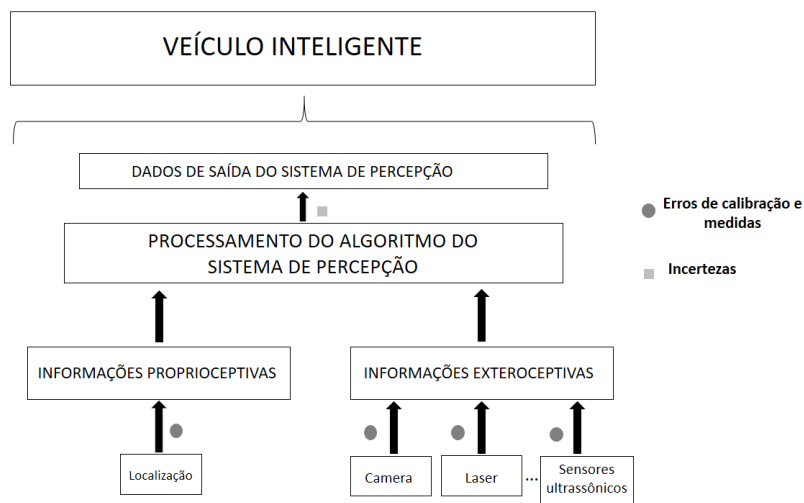 VEÍCULO INTELIGENTE
DADOS DE SAÍDA DO SISTEMA DE PERCEPÇÃO
PROCESSAMENTO DO ALGORITMO DO
SISTEMA DE PERCEPÇÃO
Erros de calibração e
medidas
Incertezas
INFORMAÇÕES PROPRIOCEPTIVAS
INFORMAÇÕES EXTEROCEPTIVAS
Localização
Camera
Laser
...
Sensores
ultrassônicos